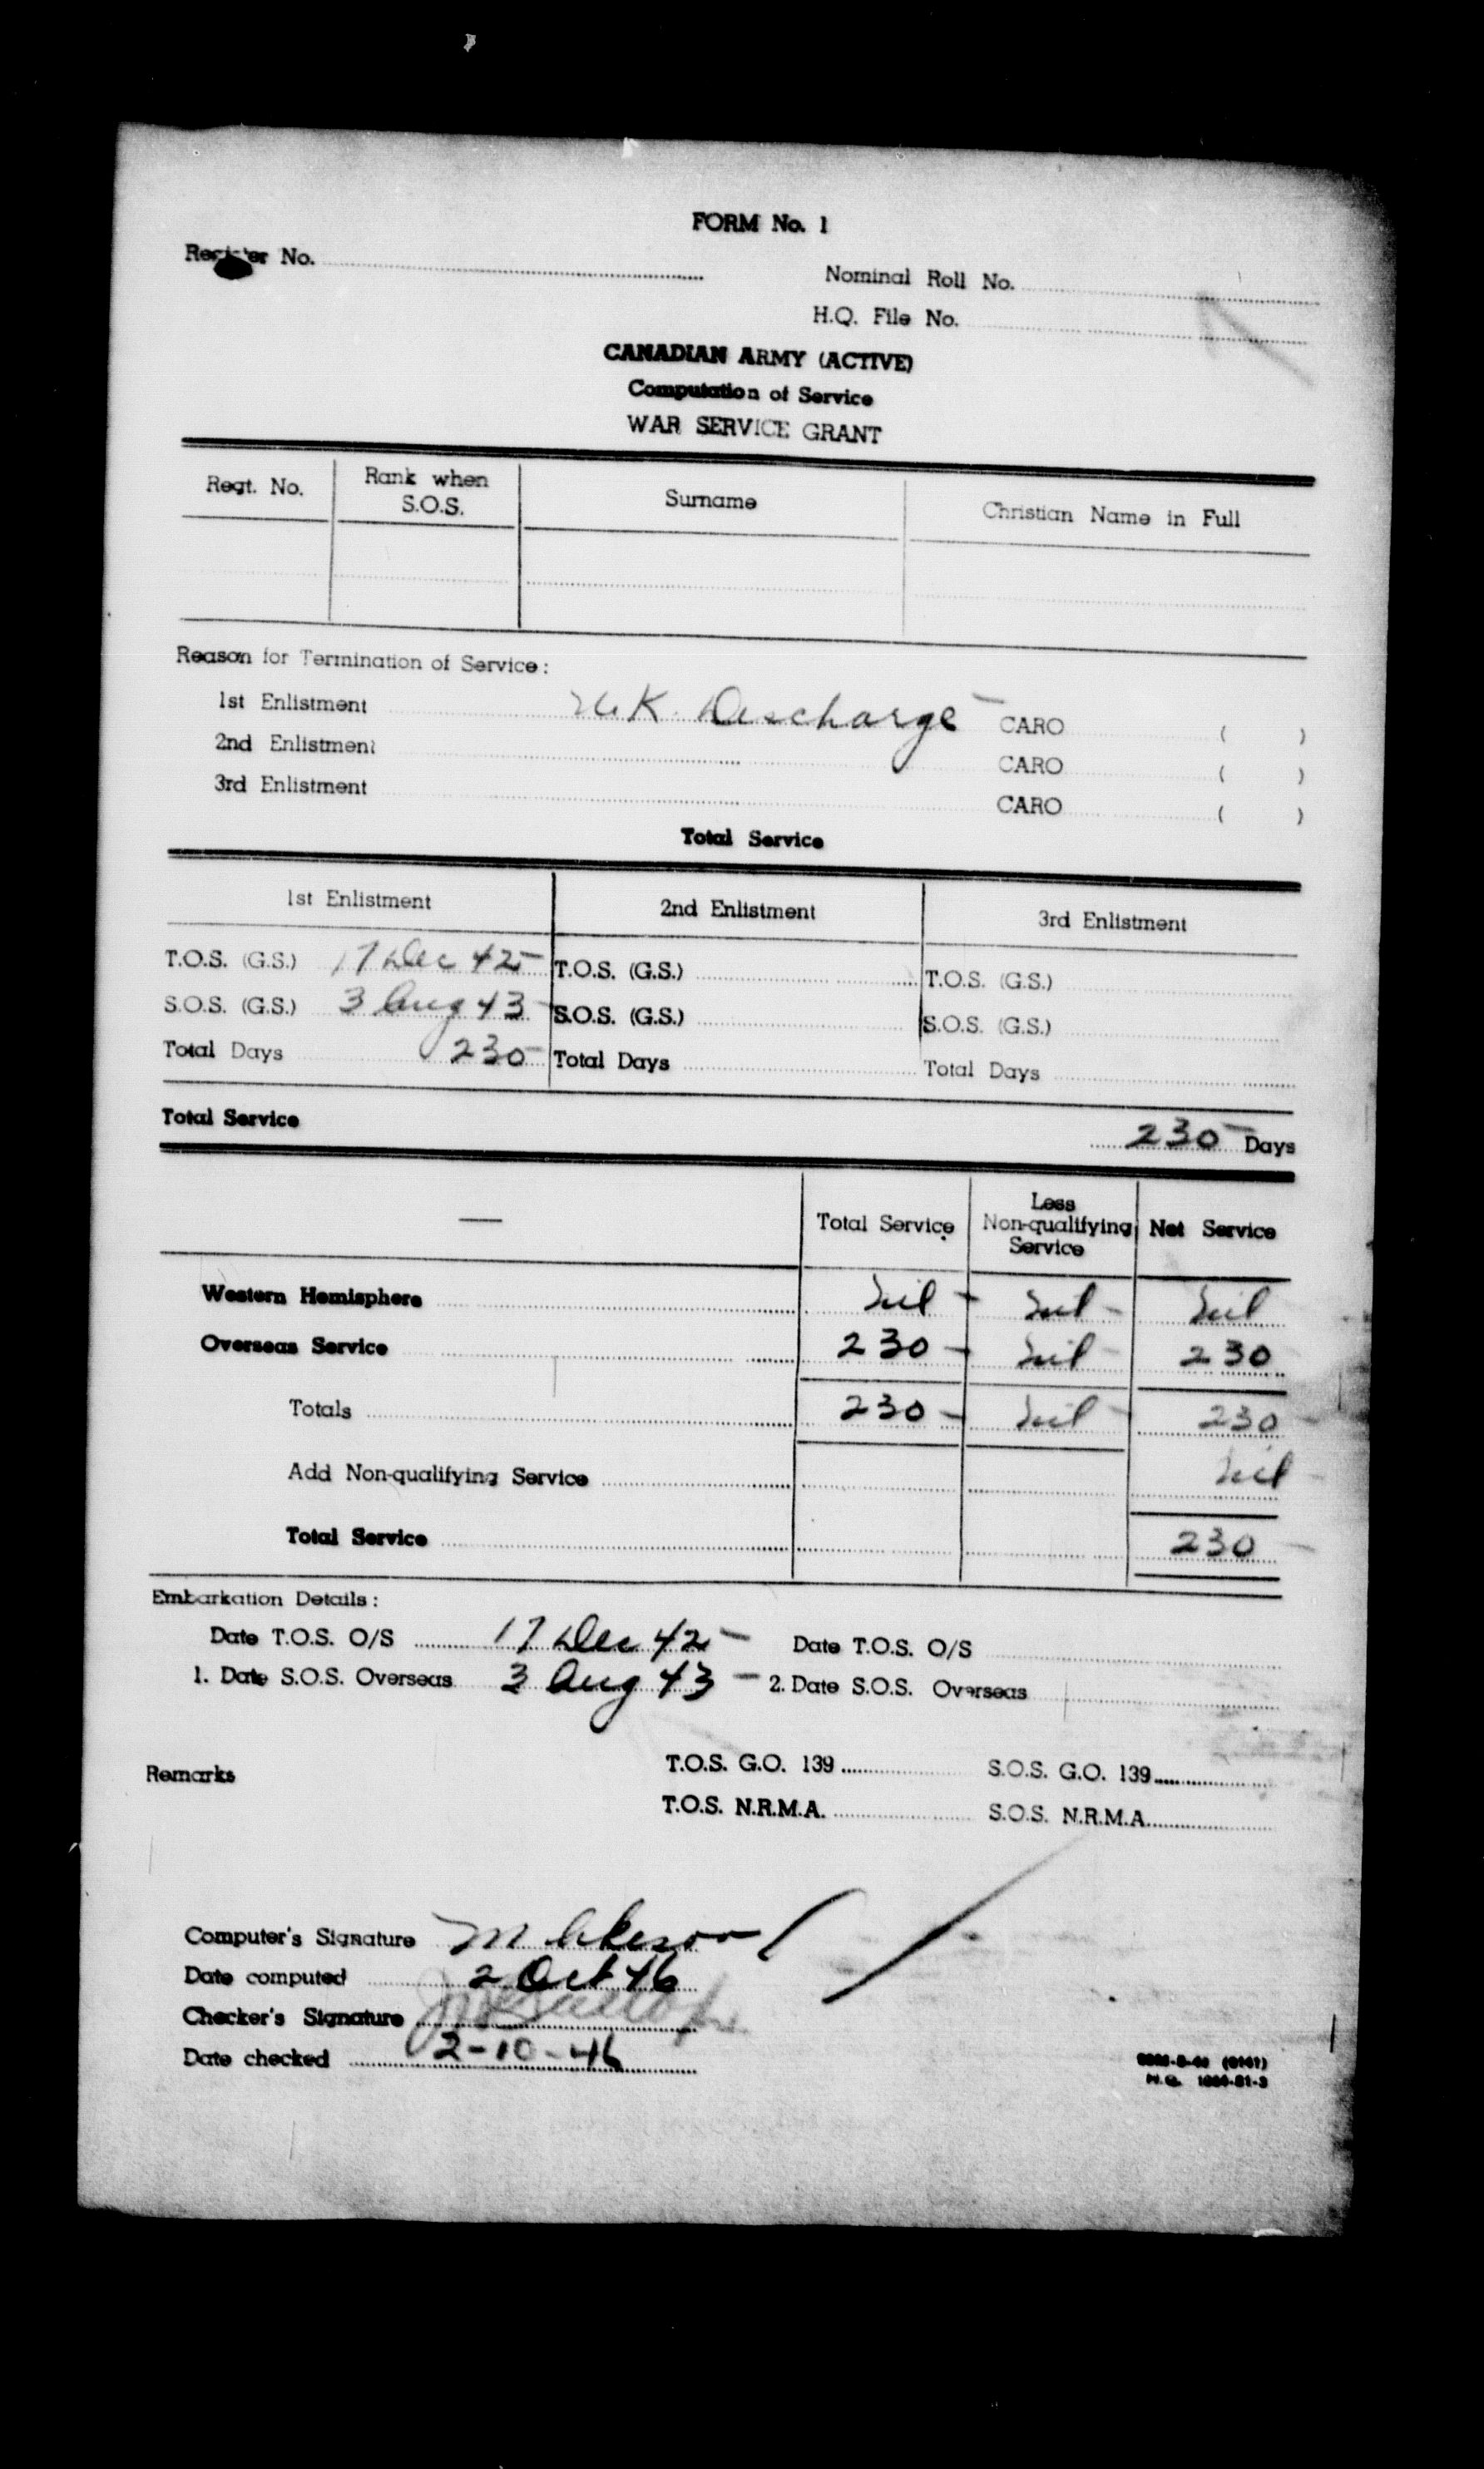 FORM No. 1
Register No.
Nominal Roll No.
H.Q. File No.
CANADIAN ARMY (ACTIVE)
Computation of Service
WAR SERVICE GRANT
Regt. No. Rank when S.O.S. Surname Christian Name in Full
Reason for Termination of Service:
1st Enlistment U.K. Discharge CARO ( )
2nd Enlistment CARO ( )
3rd Enlistment CARO ( )
Total Service
1st Enlistment 2nd Enlistment 3rd Enlistment
T.O.S. (G.S.) 17 Dec 42 T.O.S. (G.S.) T.O.S. (G.S.)
S.O.S. (G.S.) 3 Aug 43 S.O.S. (G.S.) S.O.S. (G.S.)
Total Days 230 Total Days Total Days
Total Service 230 Days
— Total Service Less Non-qualifying Service Net Service
Western Hemisphere Nil Nil Nil
Overseas Service 230 Nil 230
Totals 230 Nil 230
Add Non-qualifying Service Nil
Total Service 230
Embarkation Details:
Date T.O.S. O/S 17 Dec 42 Date T.O.S. O/S
1. Date S.O.S. Overseas 3 Aug 43 2. Date S.O.S. Overseas
Remarks T.O.S. G.O. 139 S.O.S. G.O. 139
T.O.S. N.R.M.A. S.O.S. N.R.M.A.
Computer's Signature M
Date computed 2 Oct 46
Checker's Signature
Date checked 2-10-46